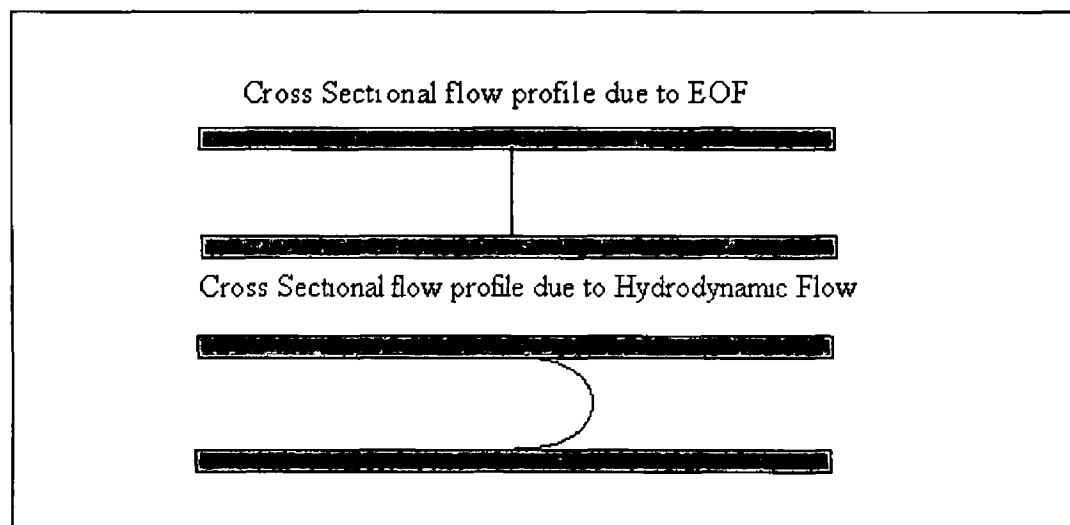 Cross Sectional flow profile due to EOF
Cross Sectional flow profile due to Hydrodynamic Flow